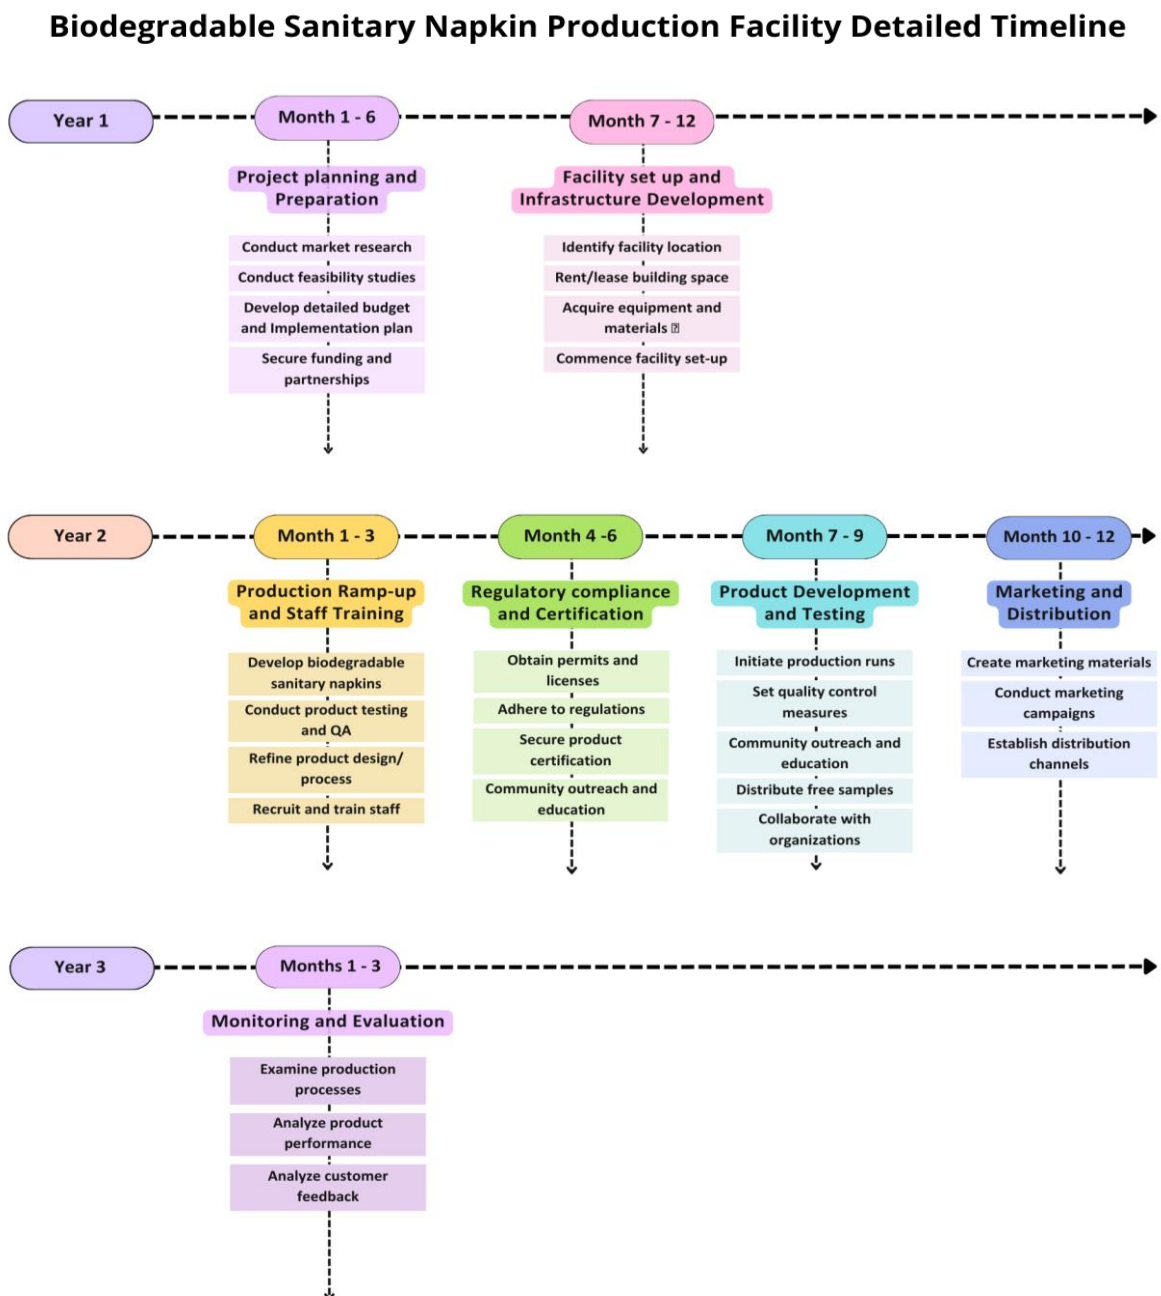 Biodegradable Sanitary Napkin Production Facility Detailed Timeline
Year 1
Month 1 - 6
Month 7 - 12
Project planning and
Preparation
Conduct market research
Conduct feasibility studies
Develop detailed budget
and Implementation plan
Secure funding and
partnerships
Facility set up and
Infrastructure Development
Identify facility location
Rent/lease building space
Acquire equipment and
materials
Commence facility set-up
Year 2
Month 1 - 3
Month 4 -6
Month 7 - 9
Month 10 - 12
Production Ramp-up
and Staff Training
Develop biodegradable
sanitary napkins
Conduct product testing
and QA
Refine product design/
process
Recruit and train staff
Regulatory compliance
and Certification
Obtain permits and
licenses
Adhere to regulations
Secure product
certification
Community outreach and
education
Product Development
and Testing
Initiate production runs
Set quality control
measures
Community outreach and
education
Distribute free samples
Collaborate with
organizations
Marketing and
Distribution
Create marketing materials
Conduct marketing
campaigns
Establish distribution
channels
Year 3
Months 1 - 3
Monitoring and Evaluation
Examine production
processes
Analyze product
performance
Analyze customer
feedback